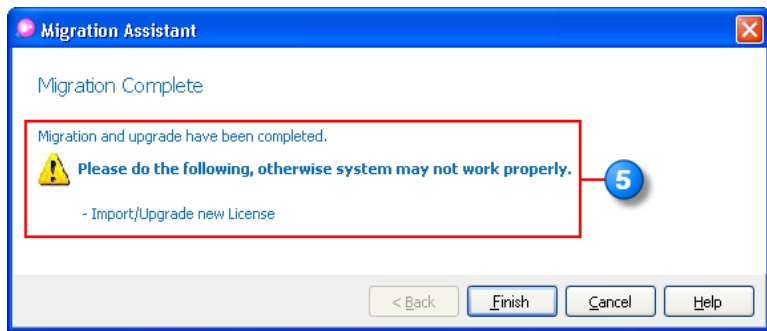 Migration Assistant
Migration Complete
Migration and upgrade have been completed.
Please do the following, otherwise system may not work properly.
5
- Import/Upgrade new License
< Back Finish Cancel Help